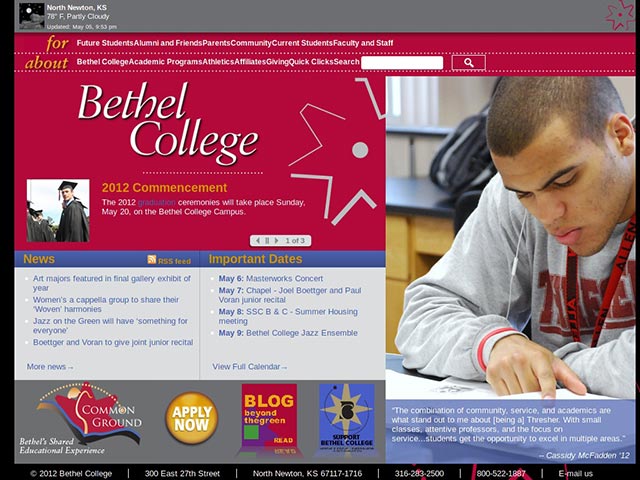 North Newton, KS
78° F, Partly Cloudy
Updated: May 05, 9:53 pm
for Future Students Alumni and Friends Parents Community Current Students Faculty and Staff
about Bethel College Academic Programs Athletics Affiliates Giving Quick Clicks Search
Bethel
College
2012 Commencement
The 2012 graduation ceremonies will take place Sunday,
May 20, on the Bethel College Campus.
1 of 3
News
RSS feed
Art majors featured in final gallery exhibit of
year
Women's a cappella group to share their
'Woven' harmonies
Jazz on the Green will have 'something for
everyone'
Boettger and Voran to give joint junior recital
More news→
Important Dates
May 6: Masterworks Concert
May 7: Chapel - Joel Boettger and Paul
Voran junior recital
May 8: SSC B & C - Summer Housing
meeting
May 9: Bethel College Jazz Ensemble
View Full Calendar→
COMMON
GROUND
Bethel's Shared
Educational Experience
APPLY
NOW
BLOG
beyond
thegreen
READ
SUPPORT
BETHEL COLLEGE
"The combination of community, service, and academics are
what stand out to me about [being a] Thresher. With small
classes, attentive professors, and the focus on
service...students get the opportunity to excel in multiple areas."
– Cassidy McFadden '12
© 2012 Bethel College | 300 East 27th Street | North Newton, KS 67117-1716 | 316-283-2500 | 800-522-1887 | E-mail us